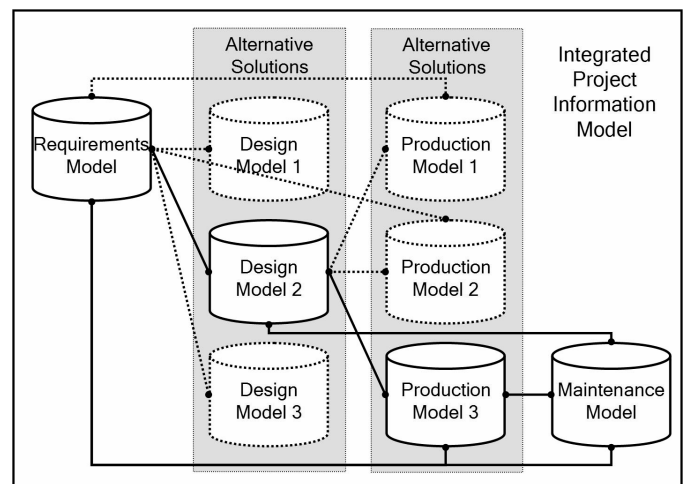 Alternative
Solutions
Alternative
Solutions
Integrated
Project
Information
Model
Requirements
Model
Design
Model 1
Production
Model 1
Design
Model 2
Production
Model 2
Design
Model 3
Production
Model 3
Maintenance
Model